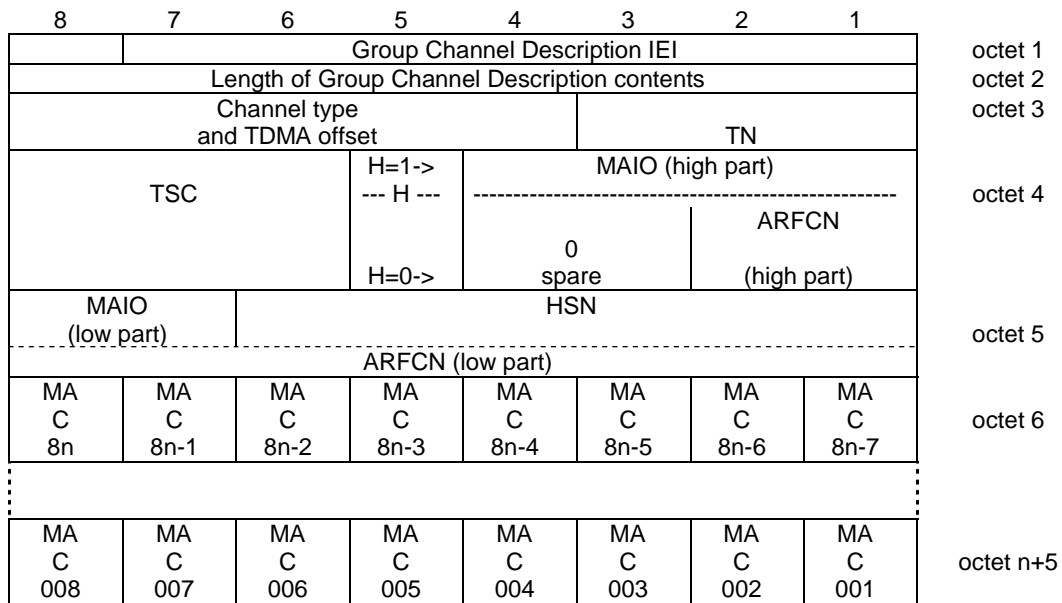 8 7 6 5 4 3 2 1
Group Channel Description IEI octet 1
Length of Group Channel Description contents octet 2
Channel type octet 3
and TDMA offset TN
H=1-> MAIO (high part)
TSC --- H --- ---------------------------------------------------- octet 4
ARFCN
0
H=0-> spare (high part)
MAIO HSN
(low part) octet 5
ARFCN (low part)
MA MA MA MA MA MA MA MA
C C C C C C C C octet 6
8n 8n-1 8n-2 8n-3 8n-4 8n-5 8n-6 8n-7
MA MA MA MA MA MA MA MA
C C C C C C C C octet n+5
008 007 006 005 004 003 002 001